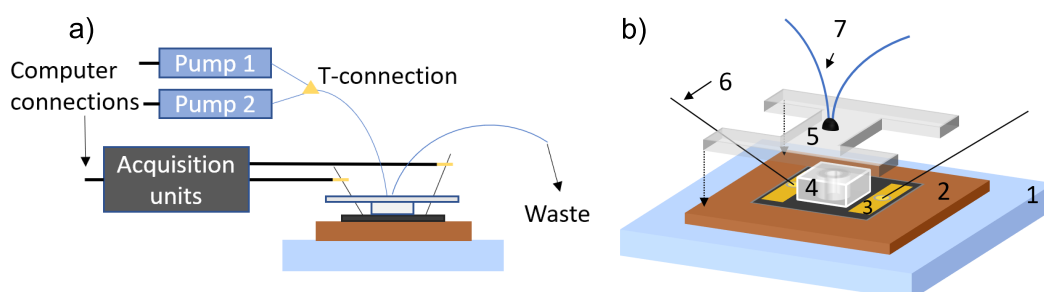 a)
Computer
connections
Pump 1
Pump 2
T-connection
Acquisition
units
Waste
b)
7
6
5
4
3
2
1